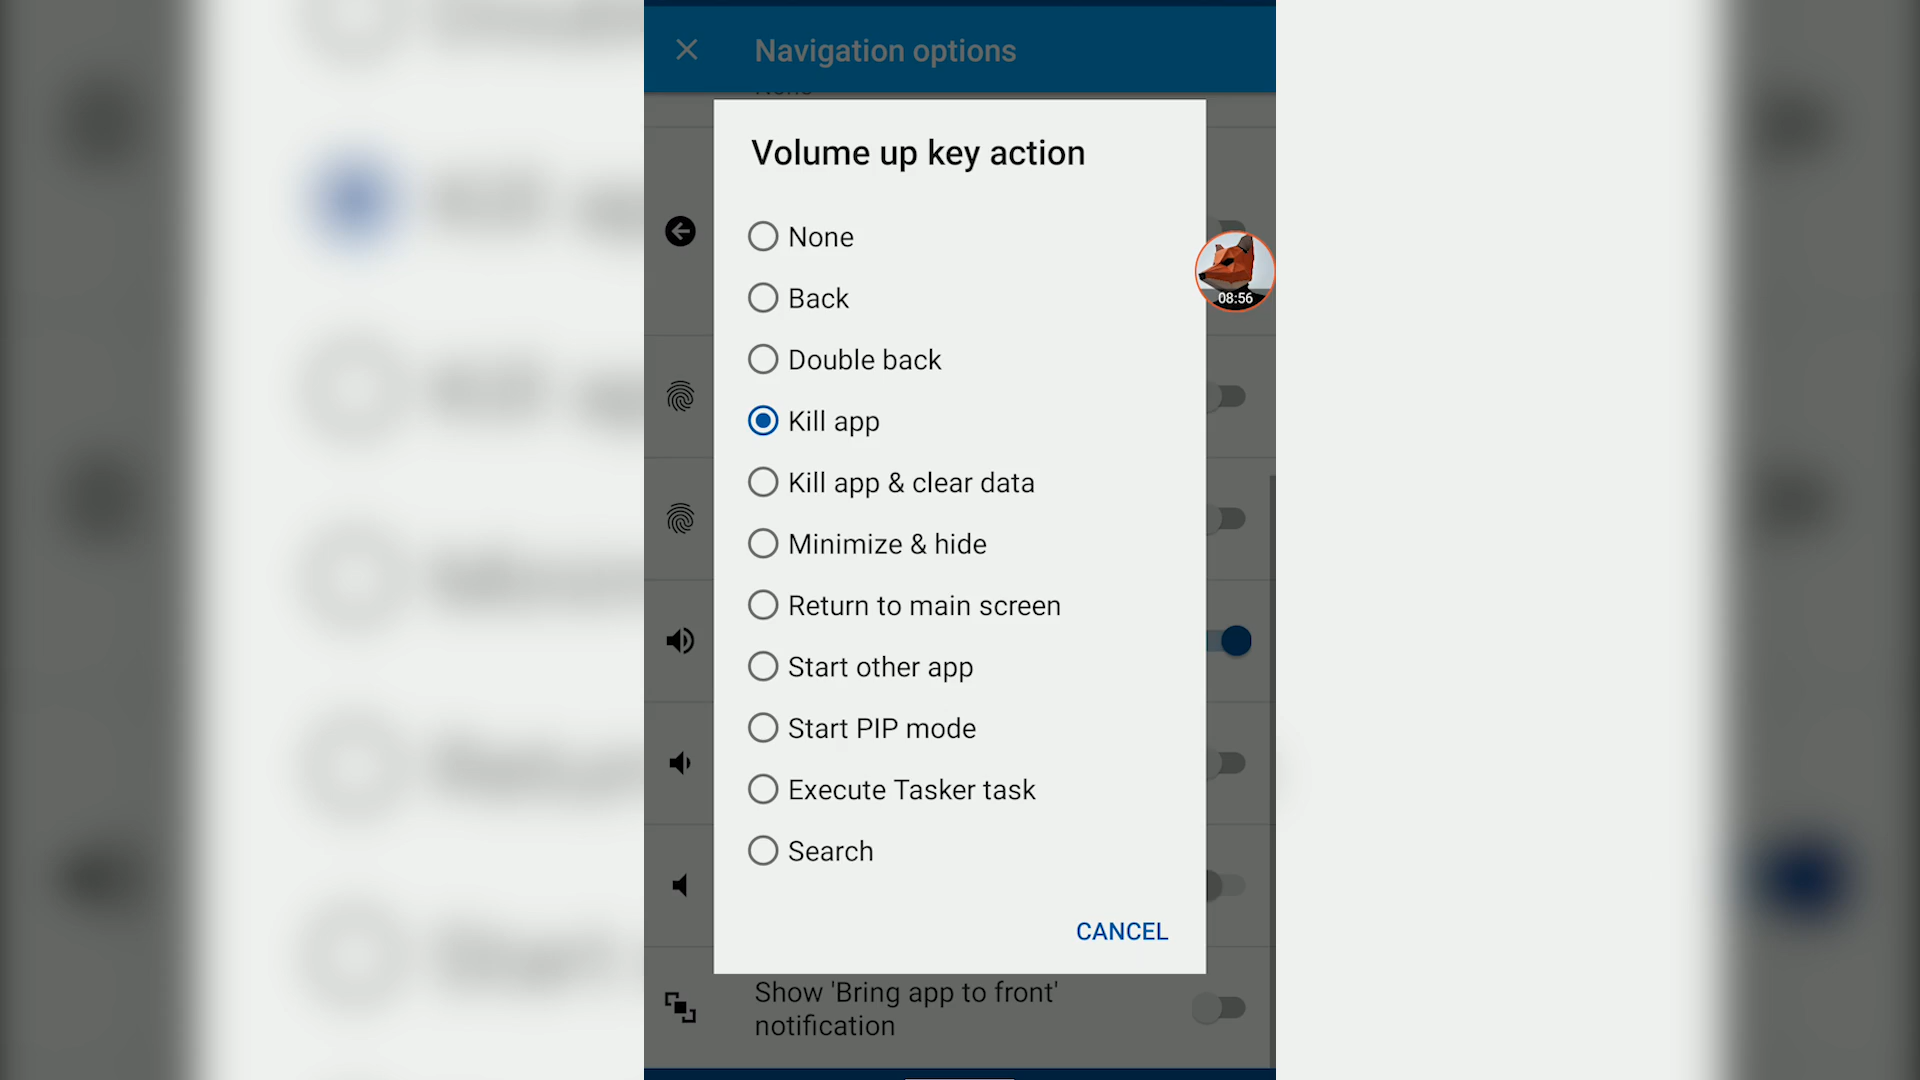 Navigation options
Volume up key action
None
Back
Double back
Kill app
08:56
Kill app & clear data
Minimize & hide
Return to main screen
Start other app
Start PIP mode
Execute Tasker task
Search
CANCEL
Show 'Bring app to front'
notification